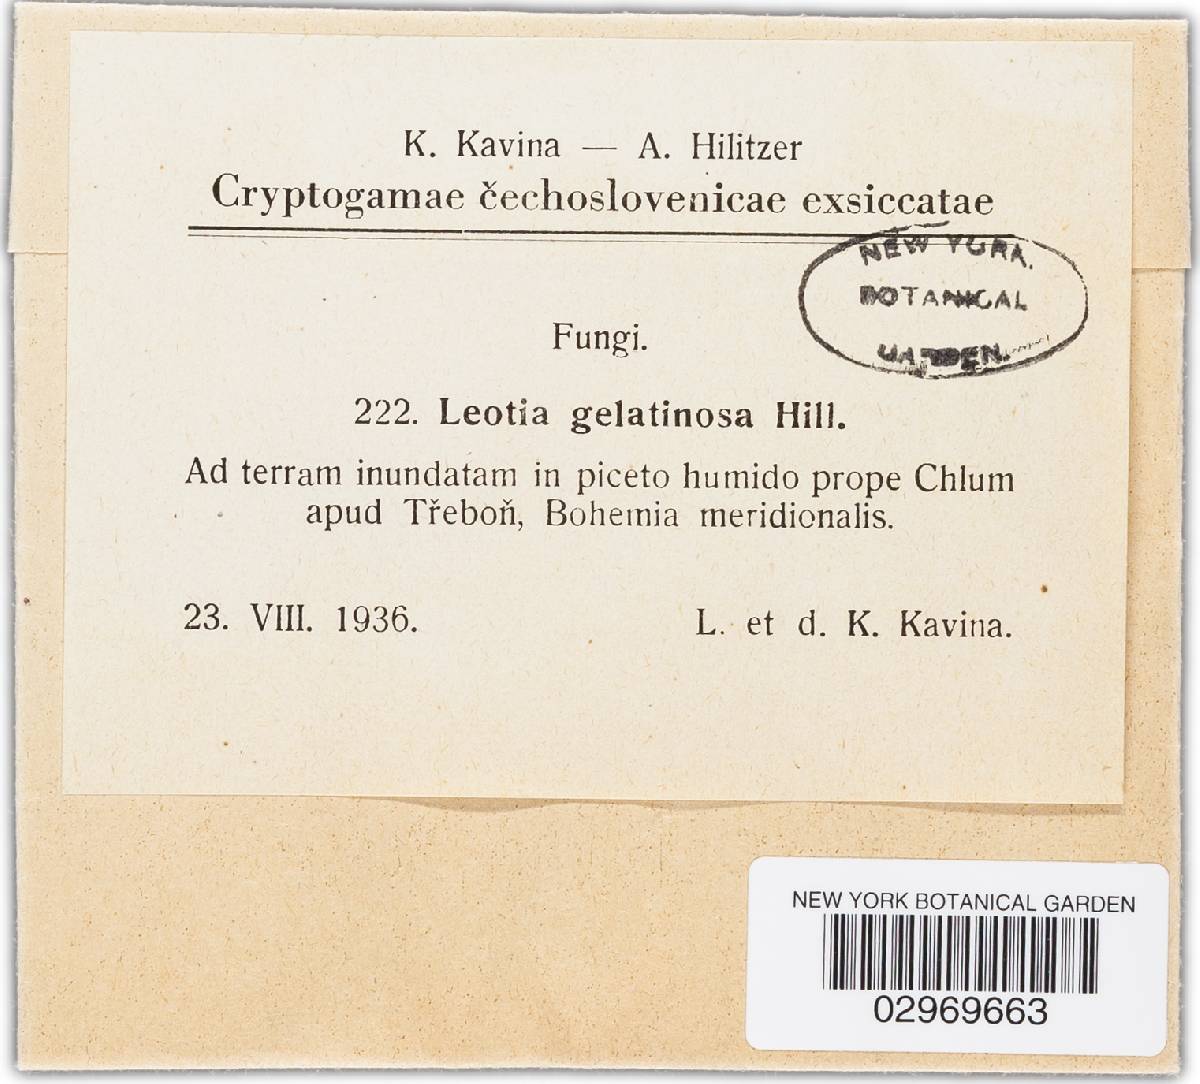 K. Kavina — A. Hilitzer
Cryptogamae čechoslovenicae exsiccatae
NEW YORK.
BOTANICAL
GARDEN.
Fungi.
222. Leotia gelatinosa Hill.
Ad terram inundatam in piceto humido prope Chlum
apud Třeboň, Bohemia meridionalis.
23. VIII. 1936.
L. et d. K. Kavina.
NEW YORK BOTANICAL GARDEN
02969663